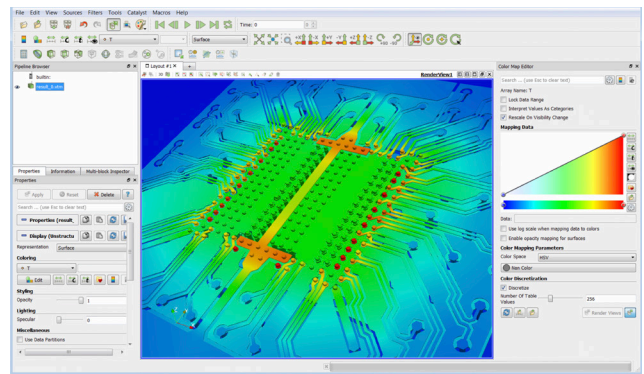 File Edit View Sources Filters Tools Catalyst Macros Help
Time: 0
T
Surface
Pipeline Browser
builtin:
Layout #1
RenderView1
Properties Information Multi-block Inspector
Properties
Apply Reset Delete ?
Search ... (use Esc to clear text)
Properties (result_
Display (Unstructu
Representation Surface
Coloring
T
Edit
Styling
Opacity 1
Lighting
Specular 0
Miscellaneous
Use Data Partitions
Color Map Editor
Search ... (use Esc to clear text)
Array Name: T
Lock Data Range
Interpret Values As Categories
Rescale On Visibility Change
Mapping Data
Data:
Use log scale when mapping data to colors
Enable opacity mapping for surfaces
Color Mapping Parameters
Color Space HSV
Nan Color
Color Discretization
Discretize
Number Of Table Values 256
Render Views